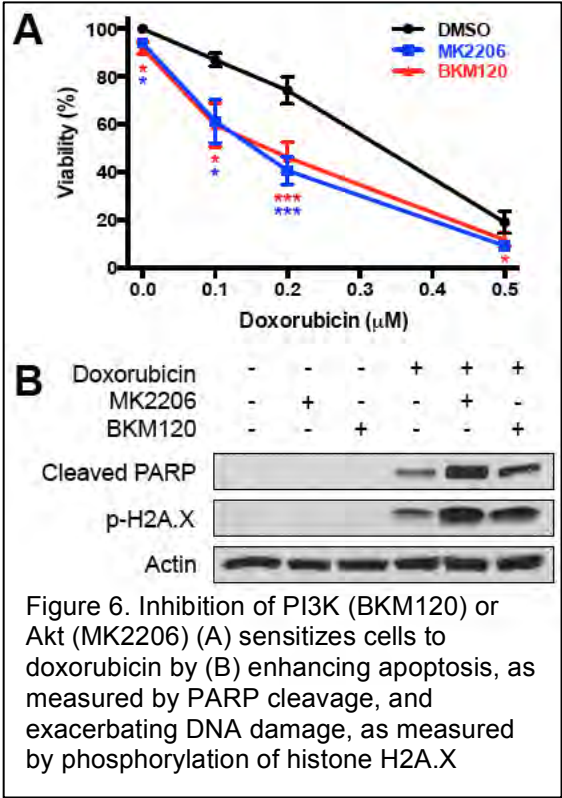 A
100
80
60
40
20
0
Viability (%)
DMSO
MK2206
BKM120
*
*
*
*
***
***
*
0.0 0.1 0.2 0.3 0.4 0.5
Doxorubicin (μM)
B
Doxorubicin - - - + + +
MK2206 - + - - + -
BKM120 - - + - - +
Cleaved PARP
p-H2A.X
Actin
Figure 6. Inhibition of PI3K (BKM120) or
Akt (MK2206) (A) sensitizes cells to
doxorubicin by (B) enhancing apoptosis, as
measured by PARP cleavage, and
exacerbating DNA damage, as measured
by phosphorylation of histone H2A.X